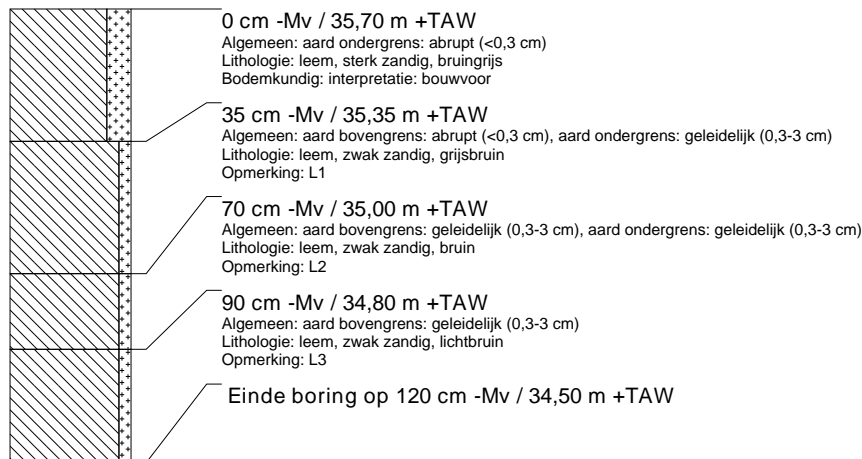 0 cm -Mv / 35,70 m +TAW
Algemeen: aard ondergrens: abrupt (<0,3 cm)
Lithologie: leem, sterk zandig, bruingrijs
Bodemkundig: interpretatie: bouwvoor
35 cm -Mv / 35,35 m +TAW
Algemeen: aard bovengrens: abrupt (<0,3 cm), aard ondergrens: geleidelijk (0,3-3 cm)
Lithologie: leem, zwak zandig, grijsbruin
Opmerking: L1
70 cm -Mv / 35,00 m +TAW
Algemeen: aard bovengrens: geleidelijk (0,3-3 cm), aard ondergrens: geleidelijk (0,3-3 cm)
Lithologie: leem, zwak zandig, bruin
Opmerking: L2
90 cm -Mv / 34,80 m +TAW
Algemeen: aard bovengrens: geleidelijk (0,3-3 cm)
Lithologie: leem, zwak zandig, lichtbruin
Opmerking: L3
Einde boring op 120 cm -Mv / 34,50 m +TAW